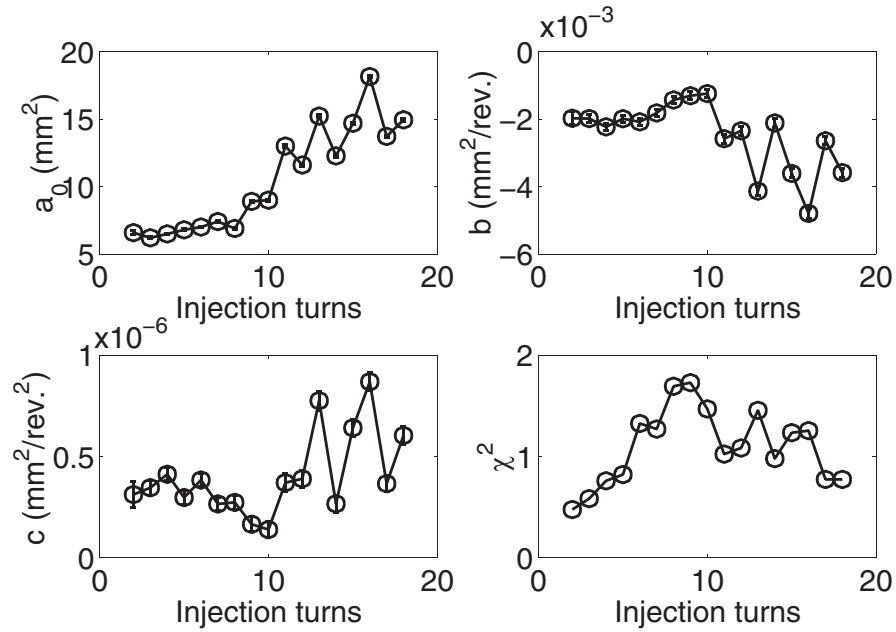 ×10⁻³
20
15
10
5
a₀ (mm²)
0 10 20
Injection turns
0
−2
−4
−6
b (mm²/rev.)
0 10 20
Injection turns
×10⁻⁶
1
0.5
0
c (mm²/rev.²)
0 10 20
Injection turns
2
1
0
χ²
0 10 20
Injection turns